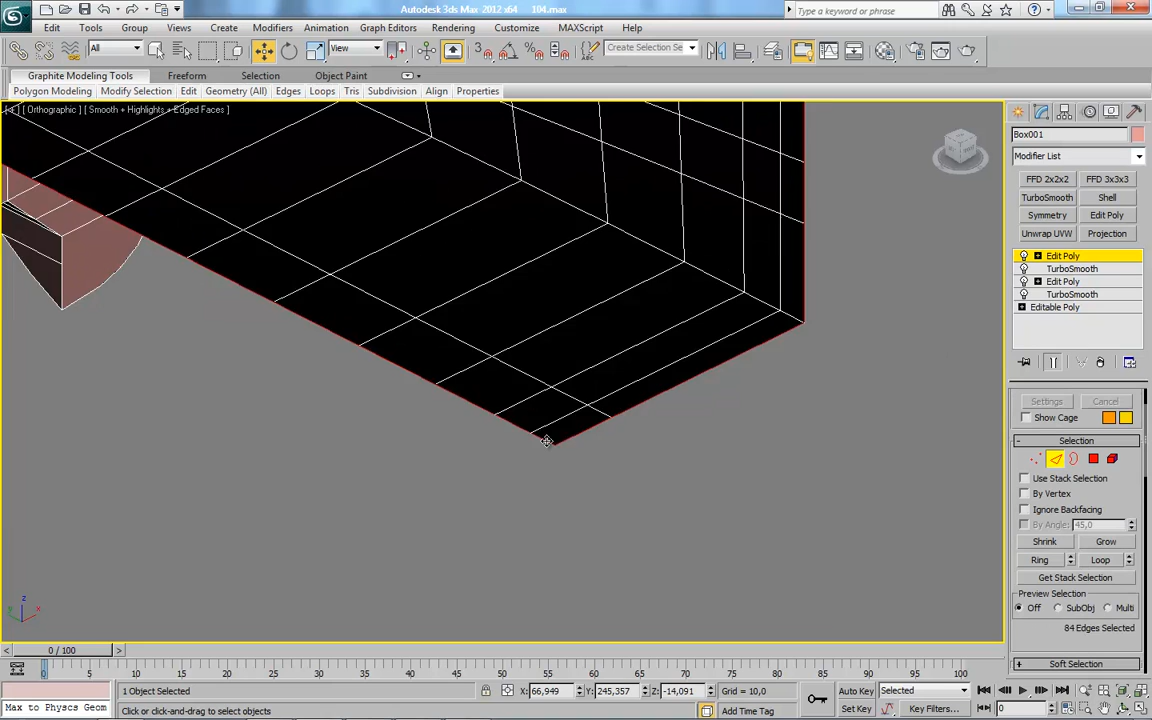 Autodesk 3ds Max 2012 x64    104.max
Type a keyword or phrase
Edit Tools Group Views Create Modifiers Animation Graph Editors Rendering Customize MAXScript Help
All View Create Selection Se
Graphite Modeling Tools Freeform Selection Object Paint
Polygon Modeling Modify Selection Edit Geometry (All) Edges Loops Tris Subdivision Align Properties
[ Orthographic ] [ Smooth + Highlights + Edged Faces ]
Box001
Modifier List
FFD 2x2x2 FFD 3x3x3
TurboSmooth Shell
Symmetry Edit Poly
Unwrap UVW Projection
Edit Poly
TurboSmooth
Edit Poly
TurboSmooth
Editable Poly
Settings Cancel
Show Cage
- Selection
Use Stack Selection
By Vertex
Ignore Backfacing
By Angle: 45,0
Shrink Grow
Ring Loop
Get Stack Selection
Preview Selection
Off SubObj Multi
84 Edges Selected
+ Soft Selection
z
y x
< 0 / 100 >
0 5 10 15 20 25 30 35 40 45 50 55 60 65 70 75 80 85 90 95 100
1 Object Selected X: 66,949 Y: 245,357 Z: -14,091 Grid = 10,0 Auto Key Selected
Max to Physcs Geom Click or click-and-drag to select objects Add Time Tag Set Key Key Filters... 0